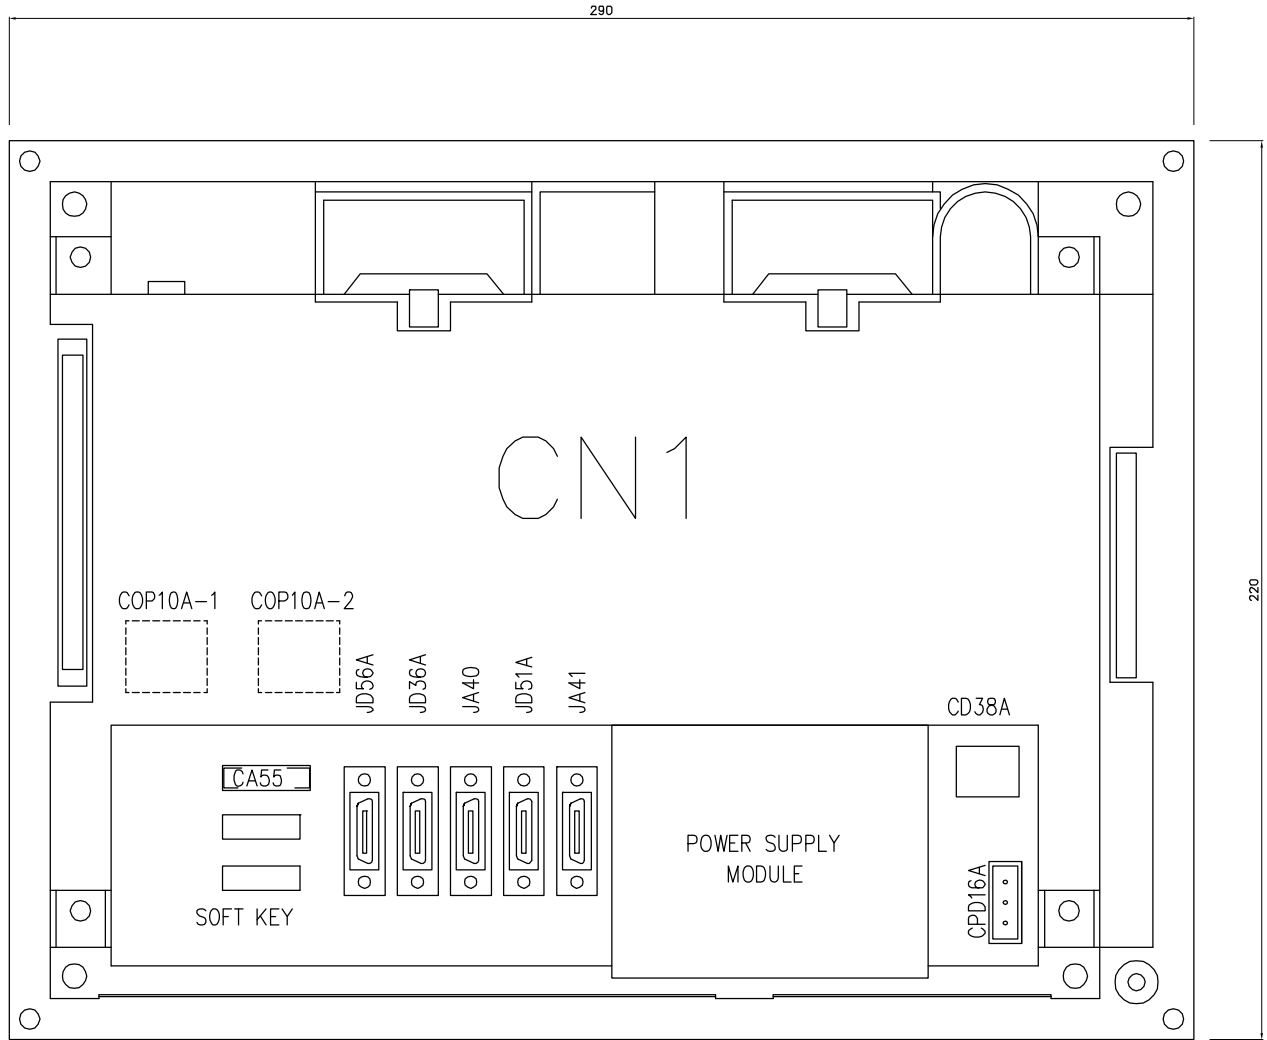 290
CN1
220
COP10A-1
COP10A-2
JD56A
JD36A
JA40
JD51A
JA41
CD38A
CA55
POWER SUPPLY
MODULE
CPD16A
SOFT KEY